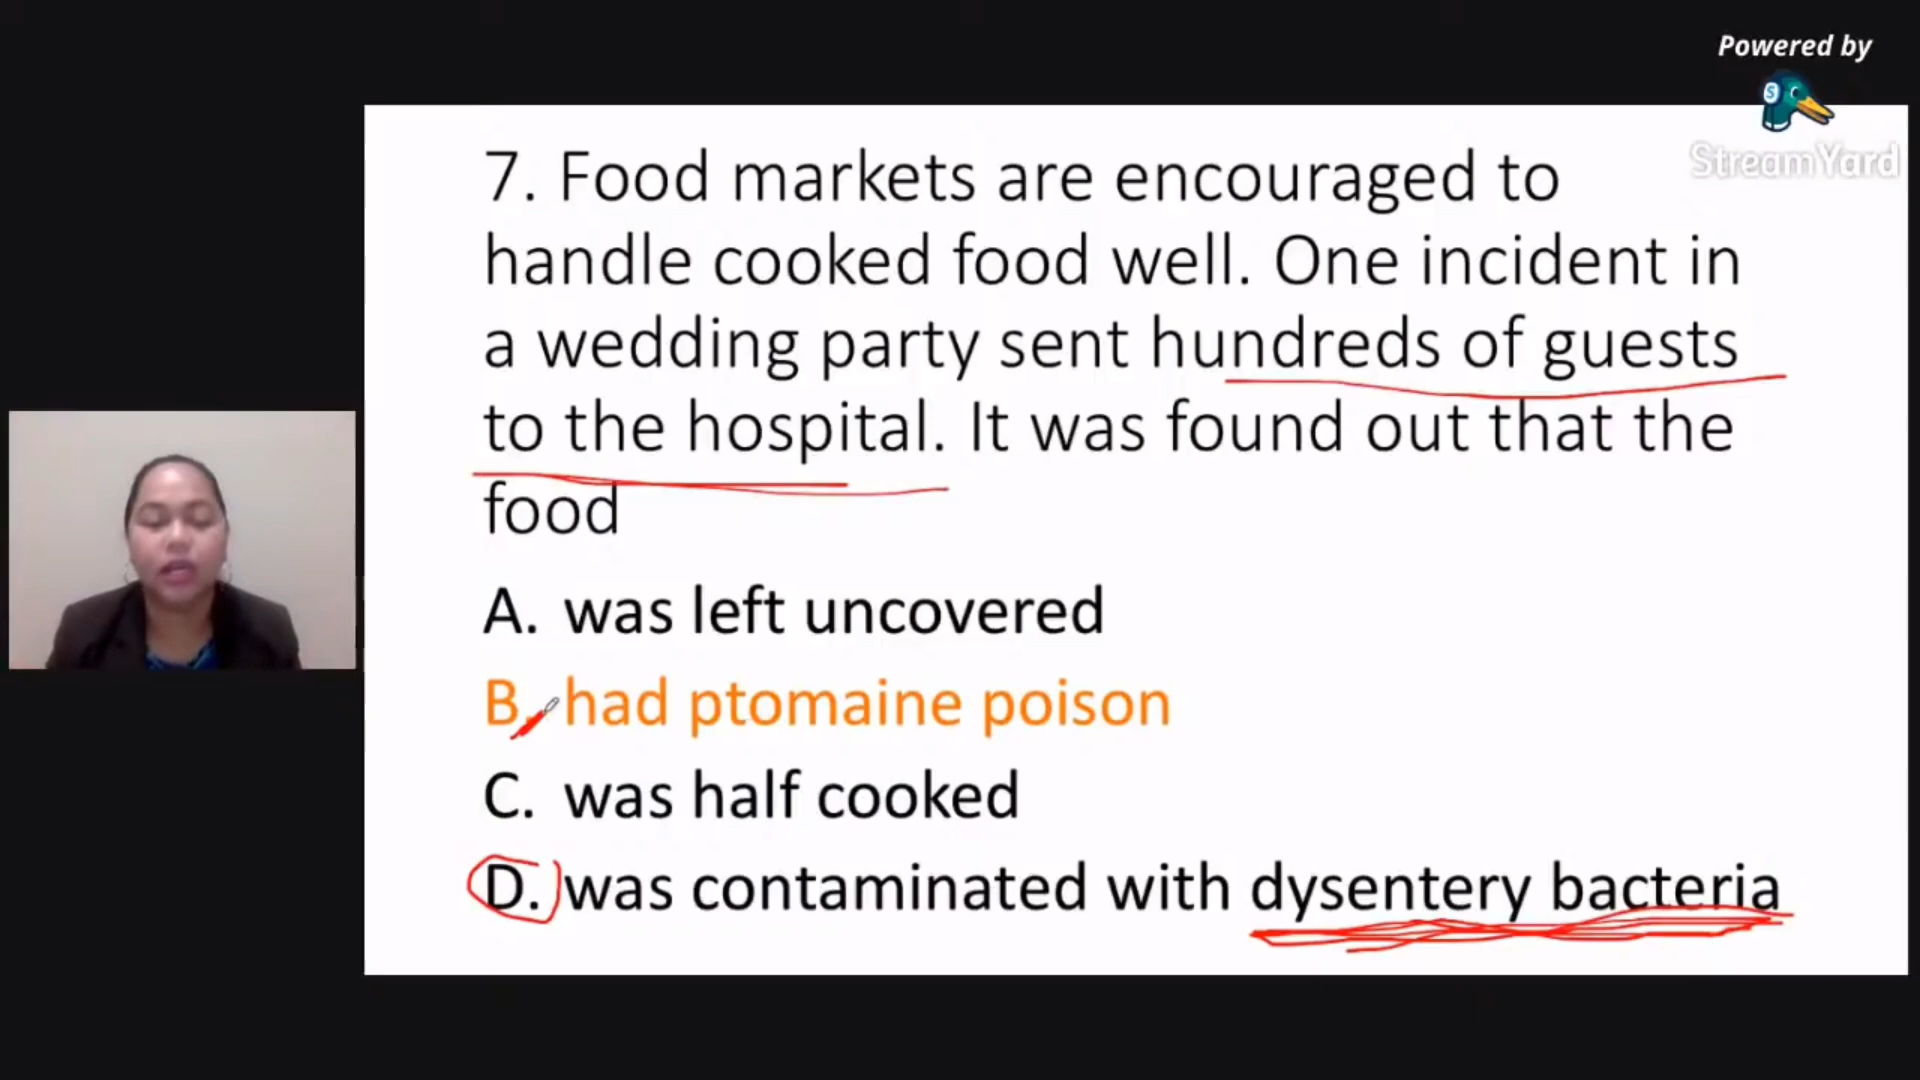 Powered by
StreamYard
7. Food markets are encouraged to
handle cooked food well. One incident in
a wedding party sent hundreds of guests
to the hospital. It was found out that the
food
A. was left uncovered
B. had ptomaine poison
C. was half cooked
D. was contaminated with dysentery bacteria